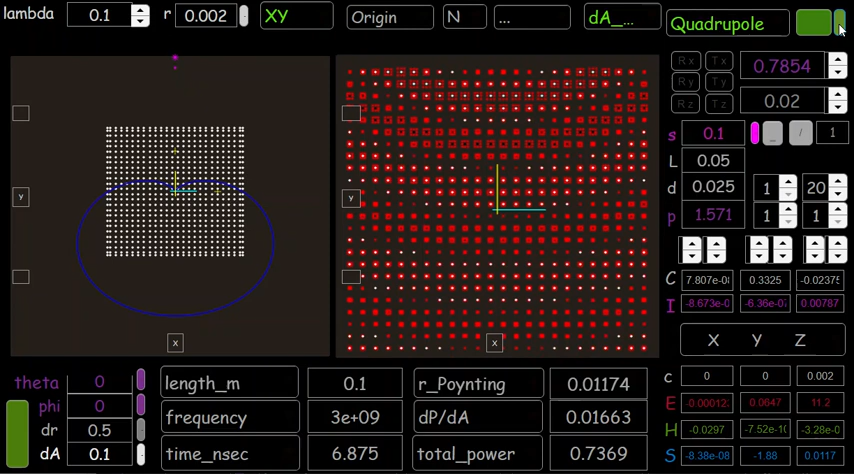 lambda 0.1 r 0.002 XY Origin N ... dA_... Quadrupole
Rx Tx 0.7854
Ry Ty
Rz Tz 0.02
s 0.1 _ / 1
L 0.05
y y d 0.025 1 20
p 1.571 1 1
C 7.807e-0 0.3325 -0.02375
I -8.673e-0 -6.36e-0 0.00787
x x X Y Z
theta 0 length_m 0.1 r_Poynting 0.01174 c 0 0 0.002
phi 0 E -0.00012 0.0647 11.2
dr 0.5 frequency 3e+09 dP/dA 0.01663 H -0.0297 -7.52e-10 -3.28e-0
dA 0.1 time_nsec 6.875 total_power 0.7369 S -8.38e-08 -1.88 0.0117